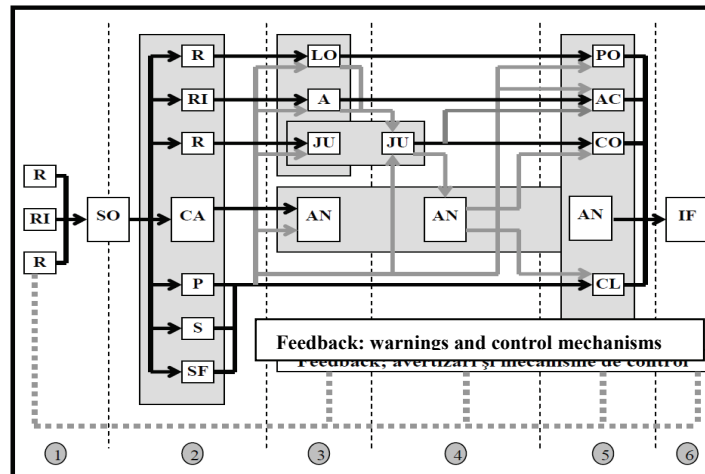 R
LO
PO
RI
A
AC
R
JU
JU
CO
R
RI
SO
CA
AN
AN
AN
IF
R
P
CL
S
Feedback: warnings and control mechanisms
Feedback; avertizări şi mecanisme de control
SF
1
2
3
4
5
6